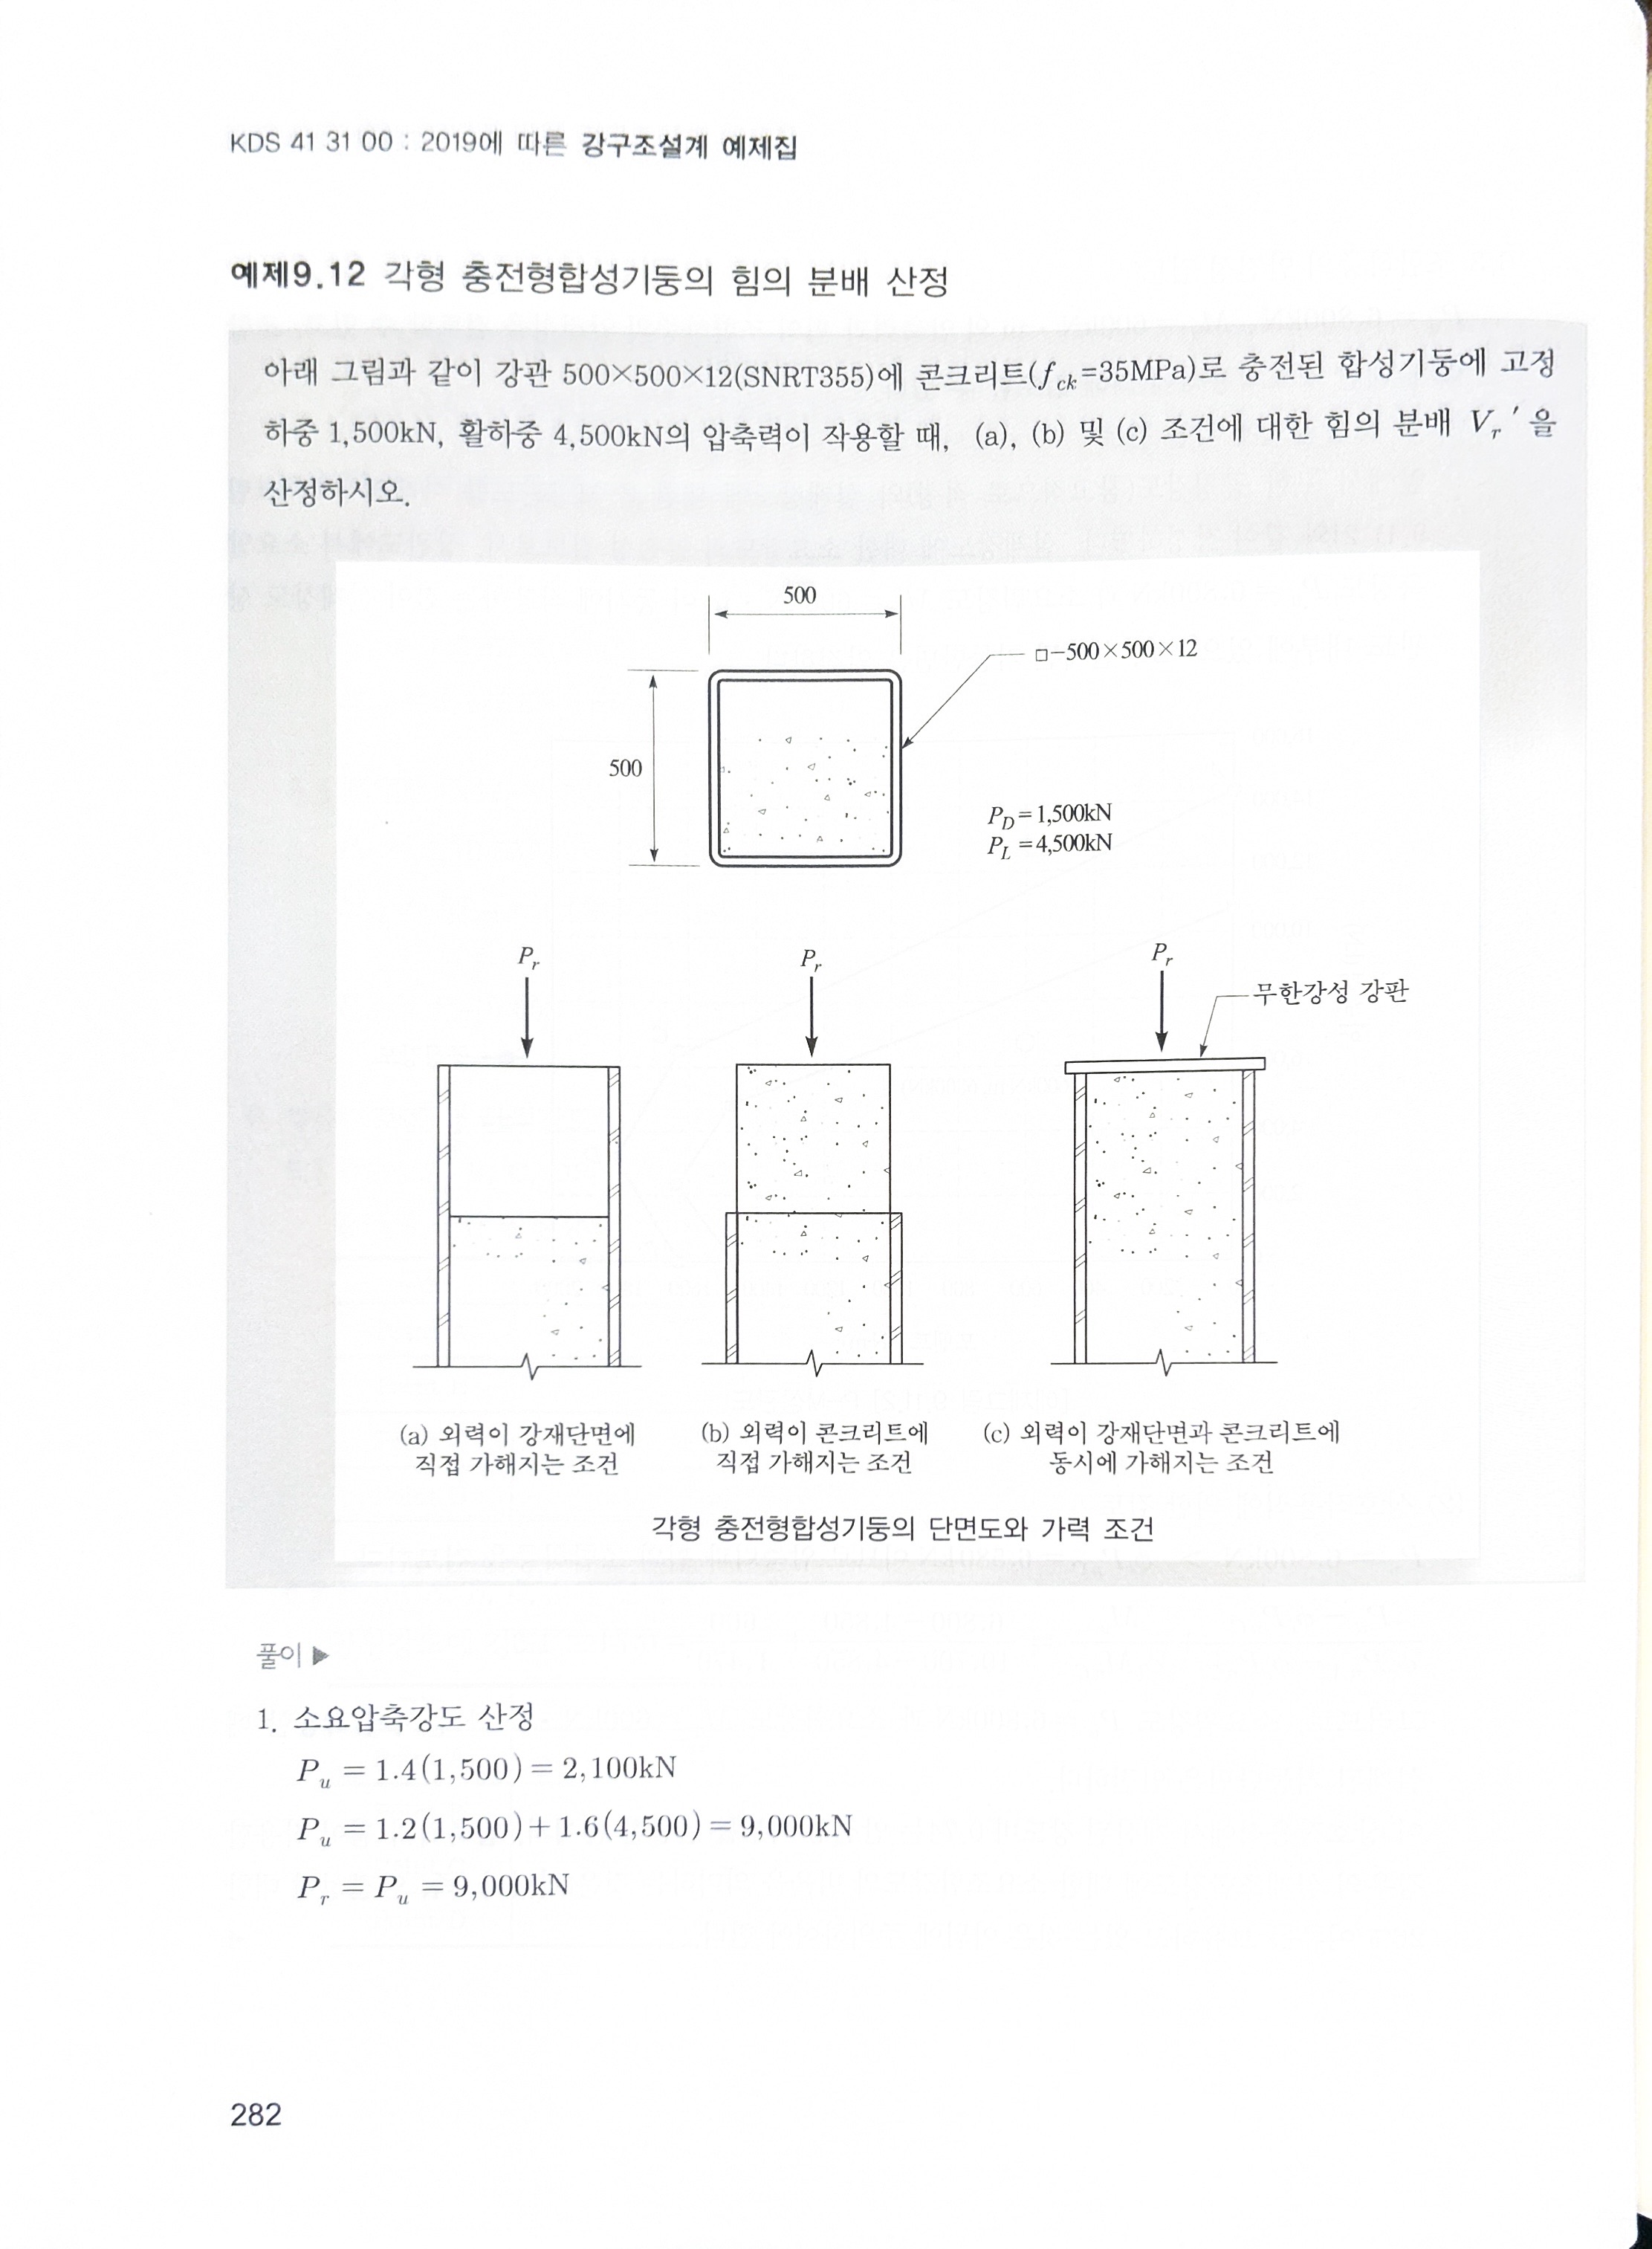 KDS 41 31 00 : 2019에 따른 강구조설계 예제집
예제9.12 각형 충전형합성기둥의 힘의 분배 산정
아래 그림과 같이 강관 500×500×12(SNRT355)에 콘크리트(f_ck=35MPa)로 충전된 합성기둥에 고정
하중 1,500kN, 활하중 4,500kN의 압축력이 작용할 때, (a), (b) 및 (c) 조건에 대한 힘의 분배 V_r′을
산정하시오.
500
□−500×500×12
500
P_D=1,500kN
P_L=4,500kN
P_r
P_r
P_r
무한강성 강판
(a) 외력이 강재단면에
직접 가해지는 조건
(b) 외력이 콘크리트에
직접 가해지는 조건
(c) 외력이 강재단면과 콘크리트에
동시에 가해지는 조건
각형 충전형합성기둥의 단면도와 가력 조건
풀이 ▶
1. 소요압축강도 산정
P_u = 1.4(1,500) = 2,100kN
P_u = 1.2(1,500) + 1.6(4,500) = 9,000kN
P_r = P_u = 9,000kN
282